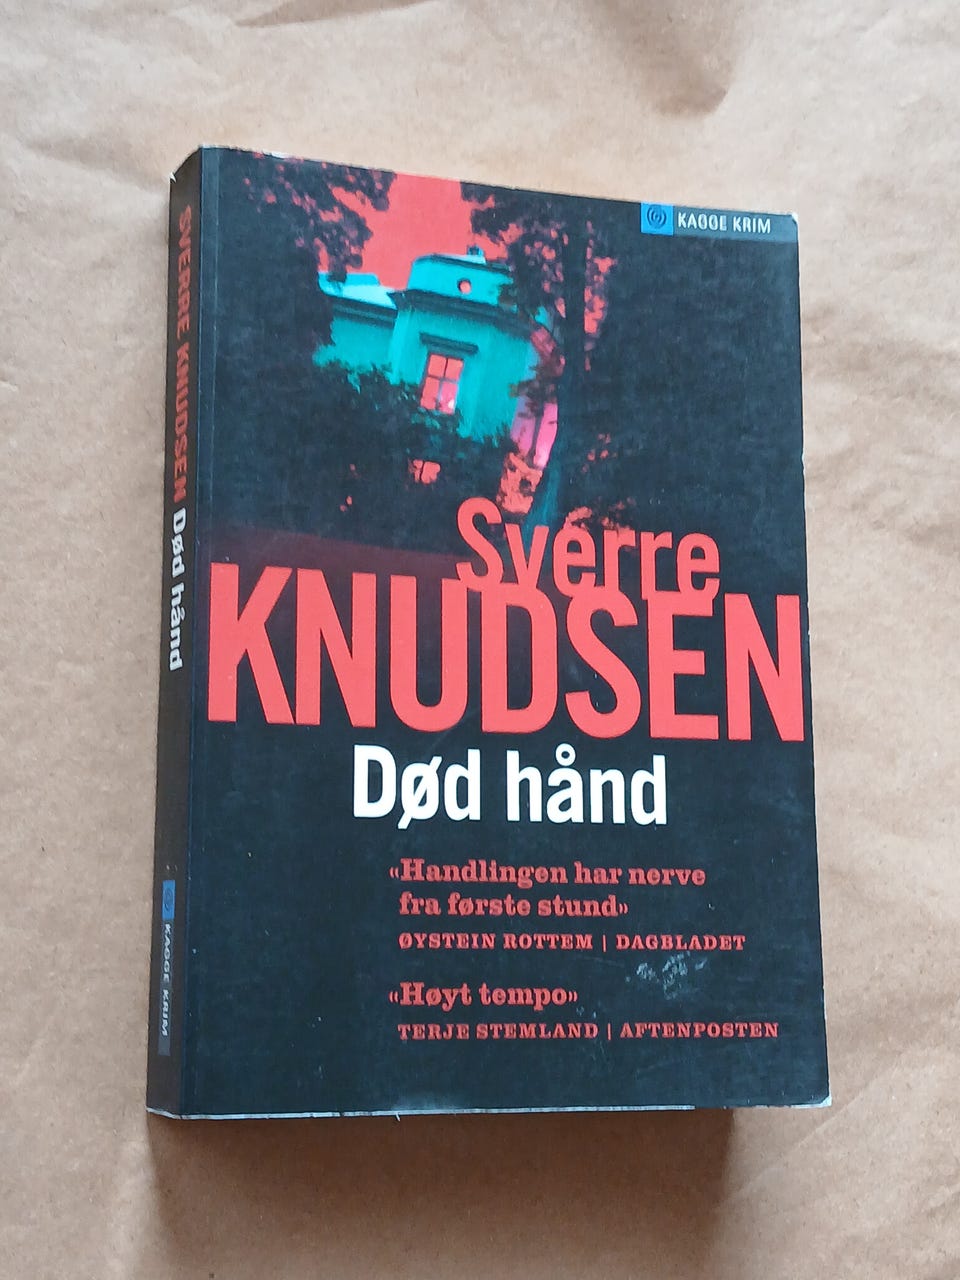 KAGGE KRIM
Sverre
KNUDSEN
Død hånd
«Handlingen har nerve
fra første stund»
ØYSTEIN ROTTEM | DAGBLADET
«Høyt tempo»
TERJE STEMLAND | AFTENPOSTEN
SVERRE KNUDSEN Død hånd
KAGGE KRIM